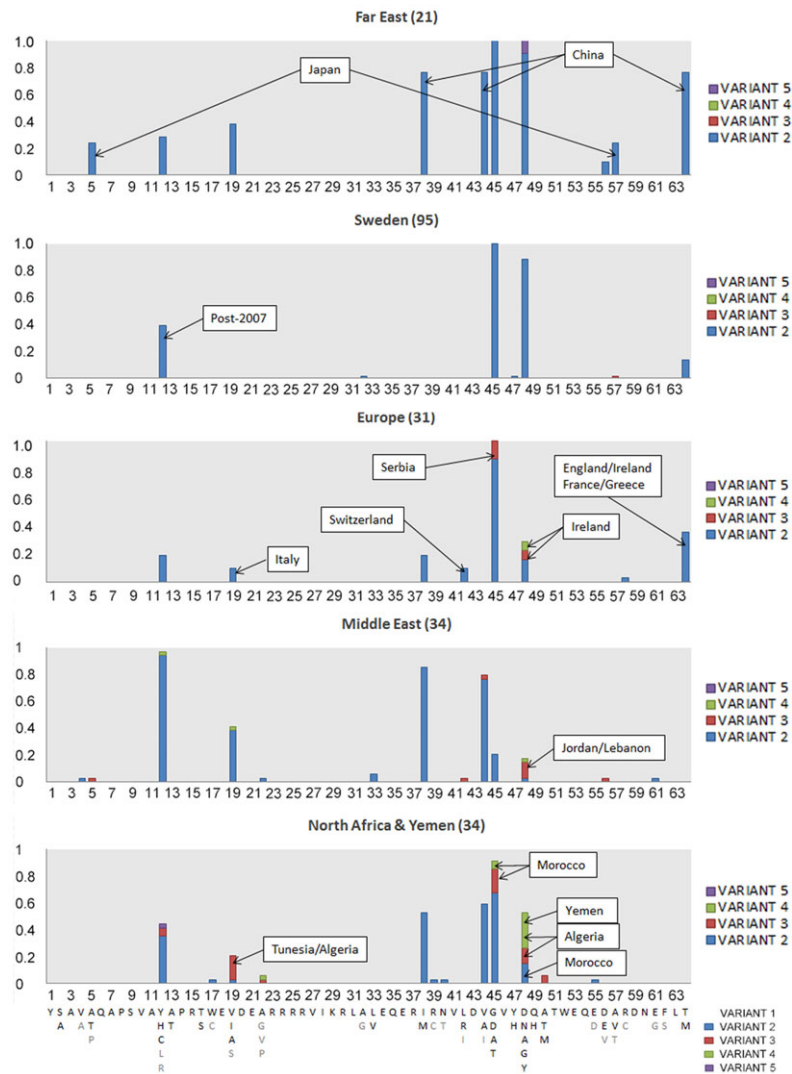 Far East (21)
1.0
0.8
0.6
0.4
0.2
0
Japan
China
VARIANT 5
VARIANT 4
VARIANT 3
VARIANT 2
1 3 5 7 9 11 13 15 17 19 21 23 25 27 29 31 33 35 37 39 41 43 45 47 49 51 53 55 57 59 61 63
Sweden (95)
1.0
0.8
0.6
0.4
0.2
0
Post-2007
VARIANT 5
VARIANT 4
VARIANT 3
VARIANT 2
1 3 5 7 9 11 13 15 17 19 21 23 25 27 29 31 33 35 37 39 41 43 45 47 49 51 53 55 57 59 61 63
Europe (31)
1.0
0.8
0.6
0.4
0.2
0
Serbia
England/Ireland
France/Greece
Switzerland
Ireland
Italy
VARIANT 5
VARIANT 4
VARIANT 3
VARIANT 2
1 3 5 7 9 11 13 15 17 19 21 23 25 27 29 31 33 35 37 39 41 43 45 47 49 51 53 55 57 59 61 63
Middle East (34)
1
0.8
0.6
0.4
0.2
0
Jordan/Lebanon
VARIANT 5
VARIANT 4
VARIANT 3
VARIANT 2
1 3 5 7 9 11 13 15 17 19 21 23 25 27 29 31 33 35 37 39 41 43 45 47 49 51 53 55 57 59 61 63
North Africa & Yemen (34)
1
0.8
0.6
0.4
0.2
0
Morocco
Yemen
Tunesia/Algeria
Algeria
Morocco
VARIANT 5
VARIANT 4
VARIANT 3
VARIANT 2
1 3 5 7 9 11 13 15 17 19 21 23 25 27 29 31 33 35 37 39 41 43 45 47 49 51 53 55 57 59 61 63
Y S A V A Q A P S V A Y A P R T W E V D E A R R R R V I K R L A L E Q E R I R N V L D V G V Y D Q A T W E Q E D A R D N E F L T VARIANT 1
A A T H T S C I G G V M C T R A D H N H T D E V C G S M VARIANT 2
P C A V I I A A M V T VARIANT 3
L S P T G VARIANT 4
R Y VARIANT 5